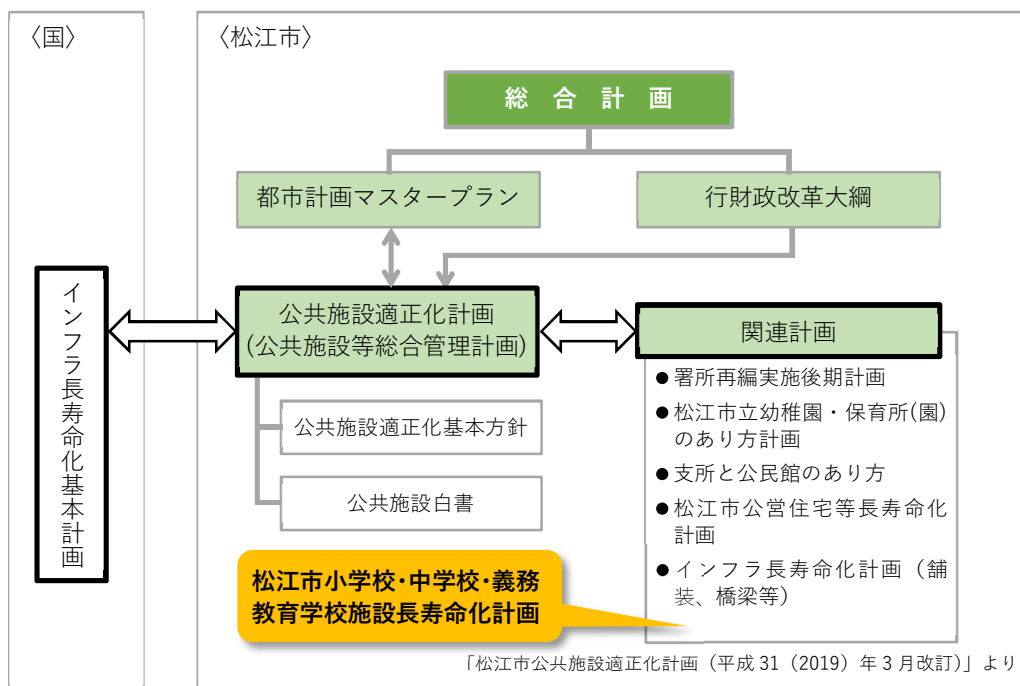 〈国〉
〈松江市〉
総合計画
都市計画マスタープラン
行財政改革大綱
インフラ長寿命化基本計画
公共施設適正化計画
(公共施設等総合管理計画)
関連計画
公共施設適正化基本方針
公共施設白書
●署所再編実施後期計画
●松江市立幼稚園・保育所(園)
のあり方計画
●支所と公民館のあり方
●松江市公営住宅等長寿命化
計画
●インフラ長寿命化計画（舗
装、橋梁等）
松江市小学校・中学校・義務
教育学校施設長寿命化計画
「松江市公共施設適正化計画（平成 31（2019）年 3 月改訂）」より